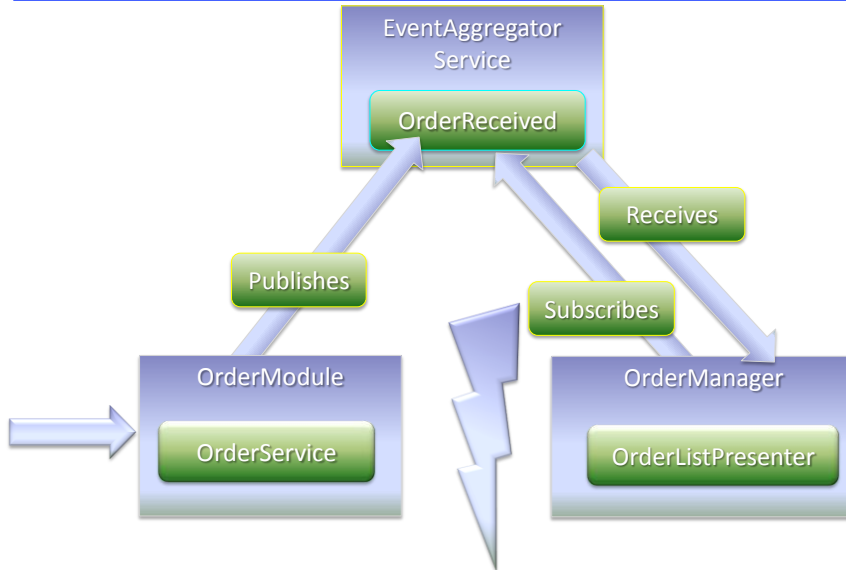 EventAggregator
Service
OrderReceived
Receives
Publishes
Subscribes
OrderModule
OrderManager
OrderService
OrderListPresenter